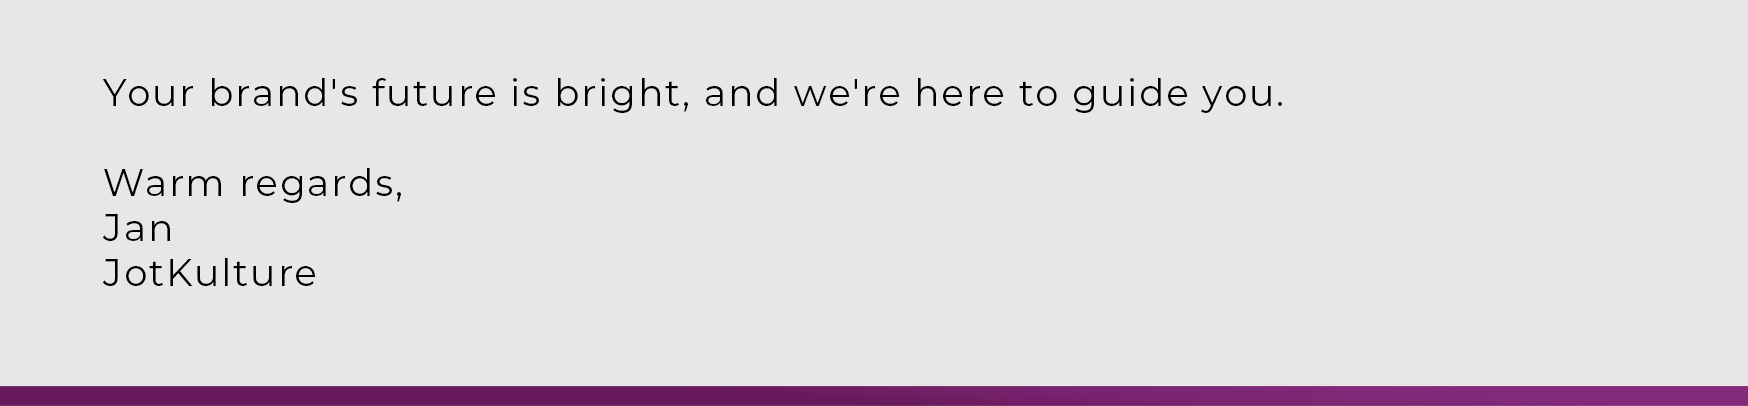 Your brand's future is bright, and we're here to guide you.
Warm regards,
Jan
JotKulture